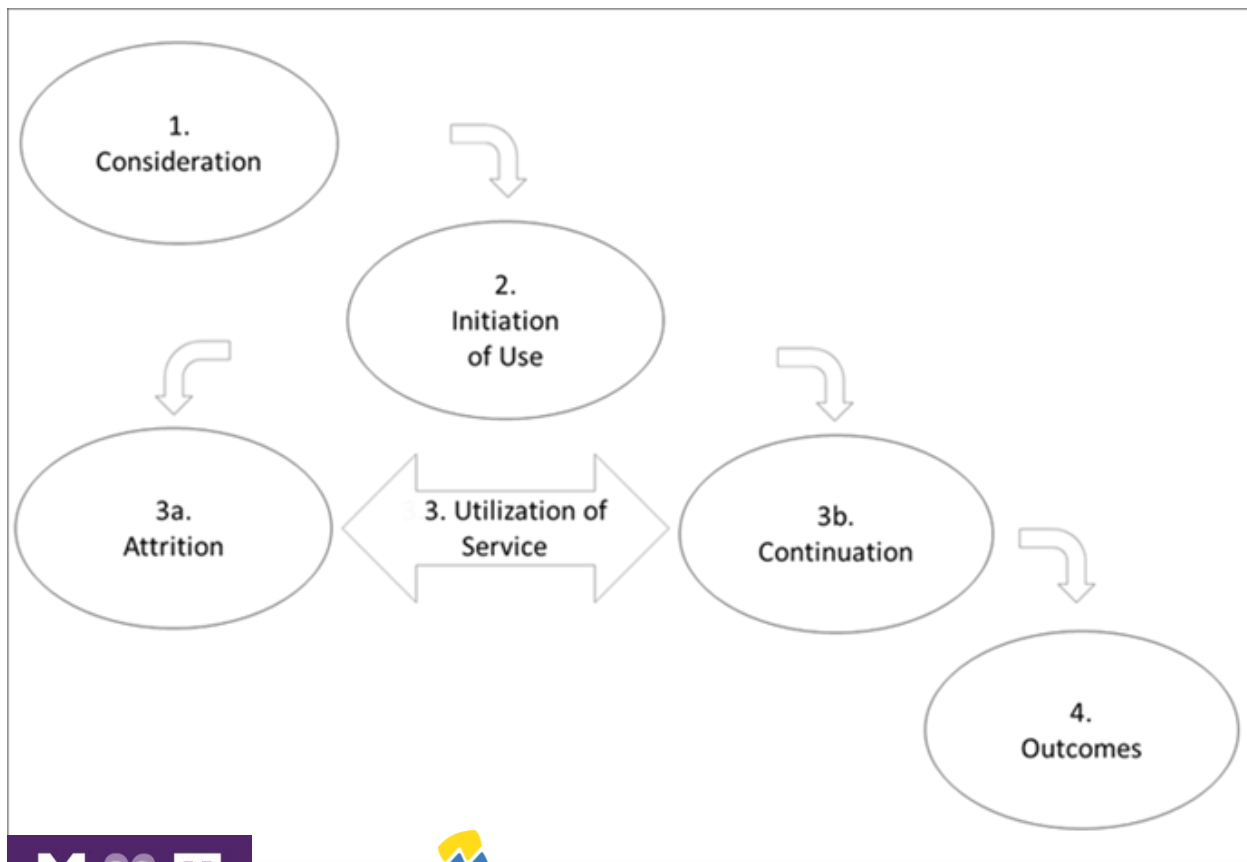 1.
Consideration
2.
Initiation
of Use
3a.
Attrition
3. Utilization of
Service
3b.
Continuation
4.
Outcomes